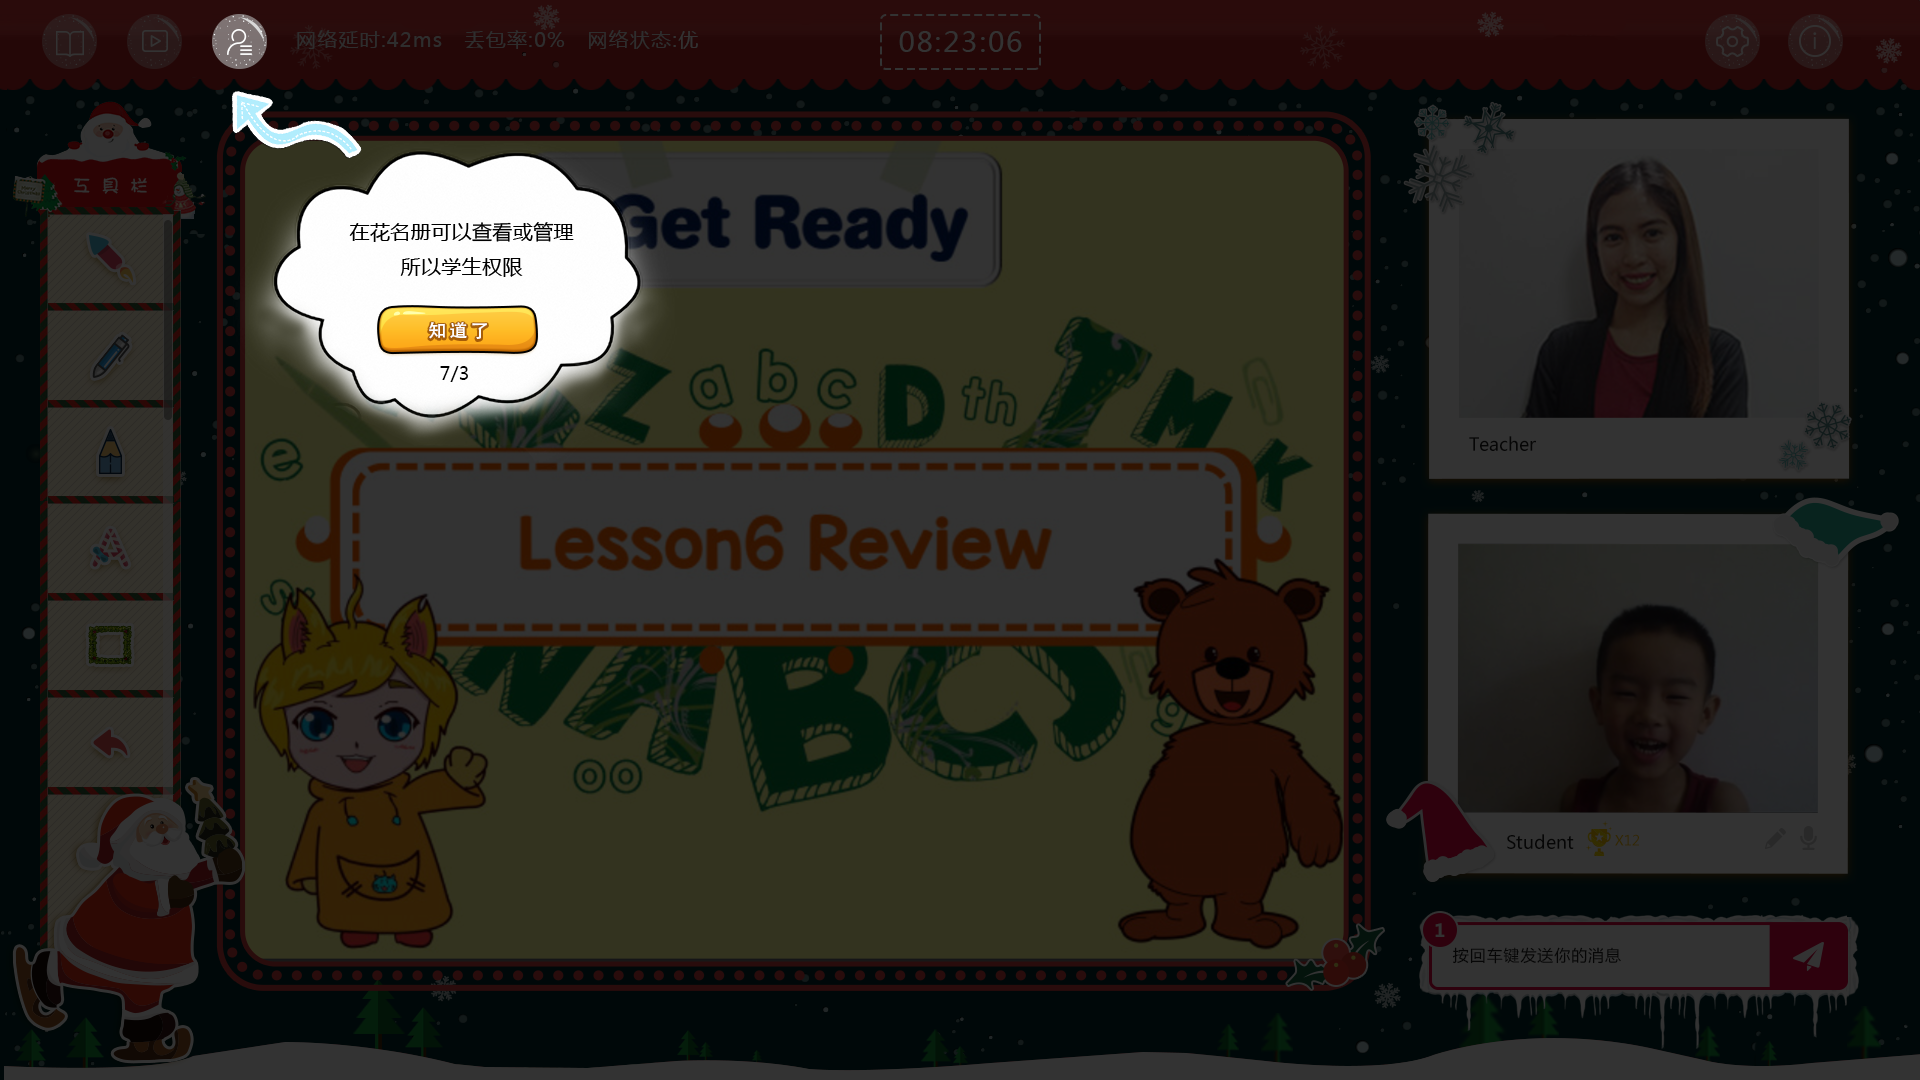 网络延时:42ms 丢包率:0% 网络状态:优
08:23:06
工具栏
在花名册可以查看或管理
所以学生权限
知道了
7/3
Get Ready
Z a b c D th I M K
e
Lesson6 Review
s
A B C
g
oo
Teacher
Student X12
1
按回车键发送你的消息